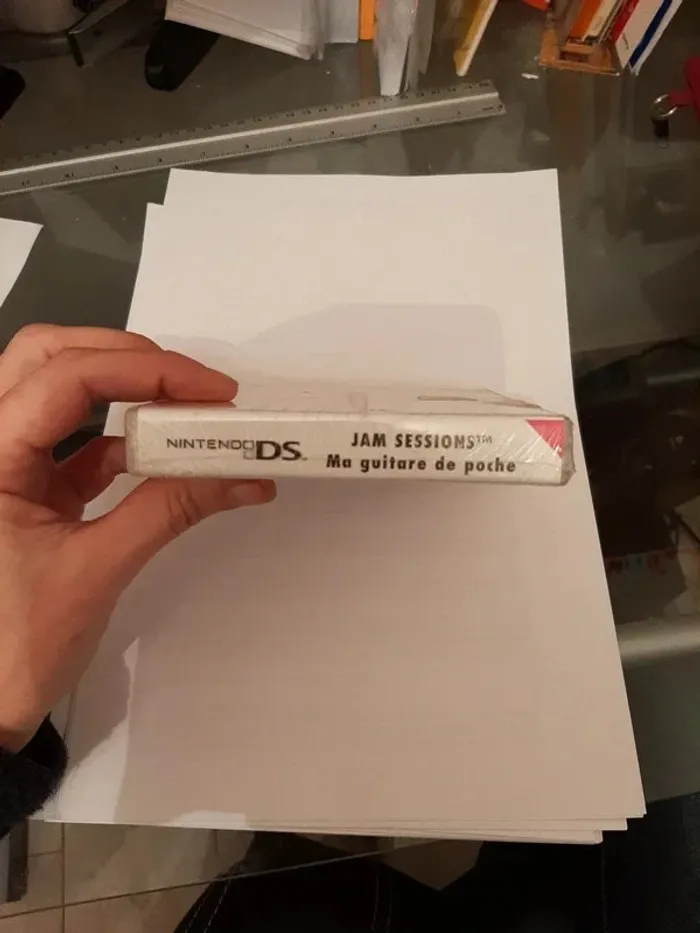 NINTENDO DS
JAM SESSIONS™
Ma guitare de poche